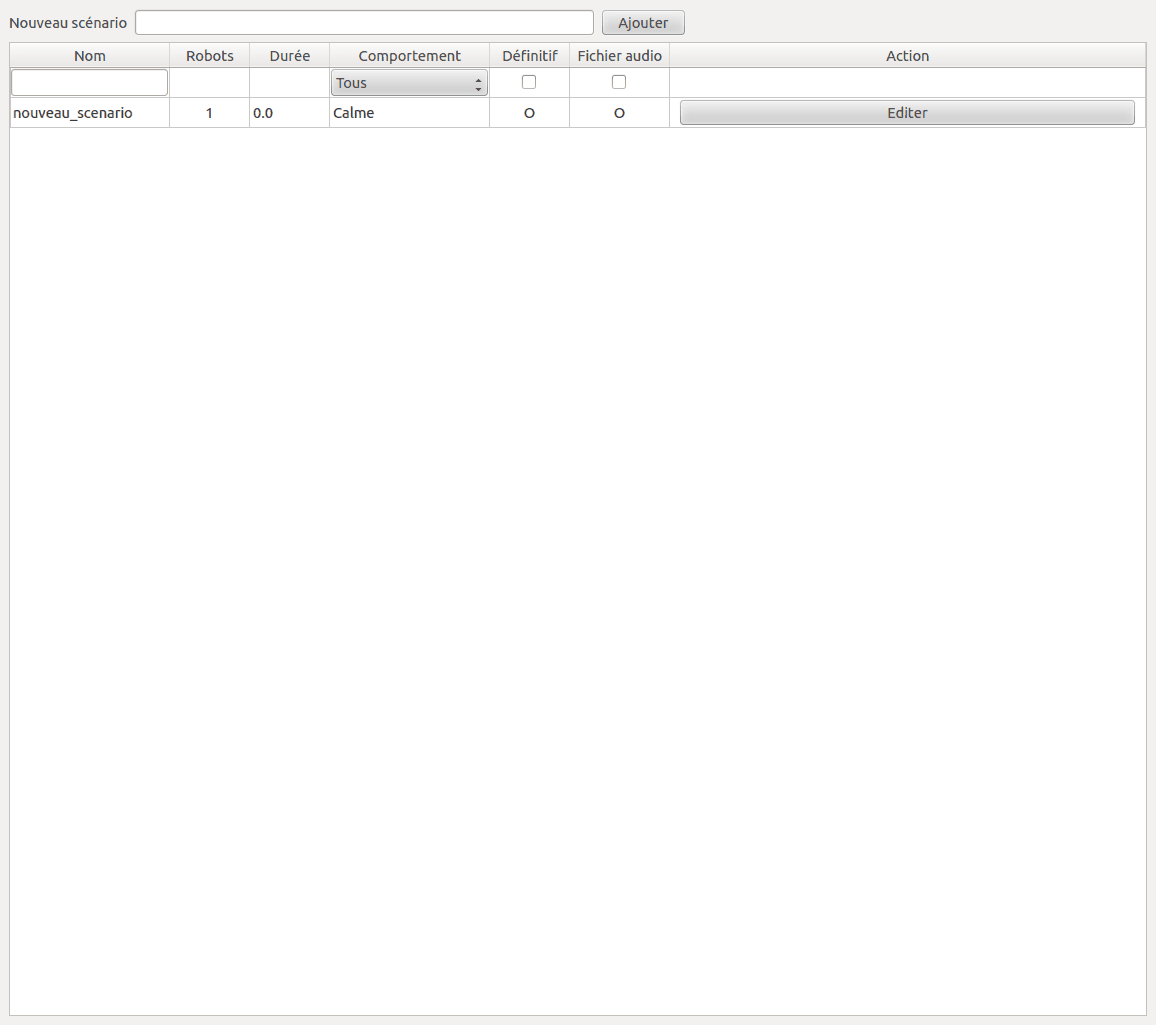 Nouveau scénario Ajouter
Nom Robots Durée Comportement Définitif Fichier audio Action
Tous
nouveau_scenario 1 0.0 Calme O O Editer